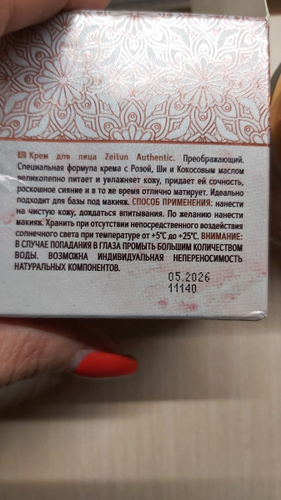 RU Крем для лица Zeitun Authentic. Преображающий.
Специальная формула крема с Розой, Ши и Кокосовым маслом
великолепно питает и увлажняет кожу, придает ей сочность,
роскошное сияние и в то же время отлично матирует. Идеально
подходит для базы под макияж. СПОСОБ ПРИМЕНЕНИЯ: нанести
на чистую кожу, дождаться впитывания. По желанию нанести
макияж. Хранить при отсутствии непосредственного воздействия
солнечного света при температуре от +5°C до +25°C. ВНИМАНИЕ:
В СЛУЧАЕ ПОПАДАНИЯ В ГЛАЗА ПРОМЫТЬ БОЛЬШИМ КОЛИЧЕСТВОМ
ВОДЫ. ВОЗМОЖНА ИНДИВИДУАЛЬНАЯ НЕПЕРЕНОСИМОСТЬ
НАТУРАЛЬНЫХ КОМПОНЕНТОВ.
05.2026
11140